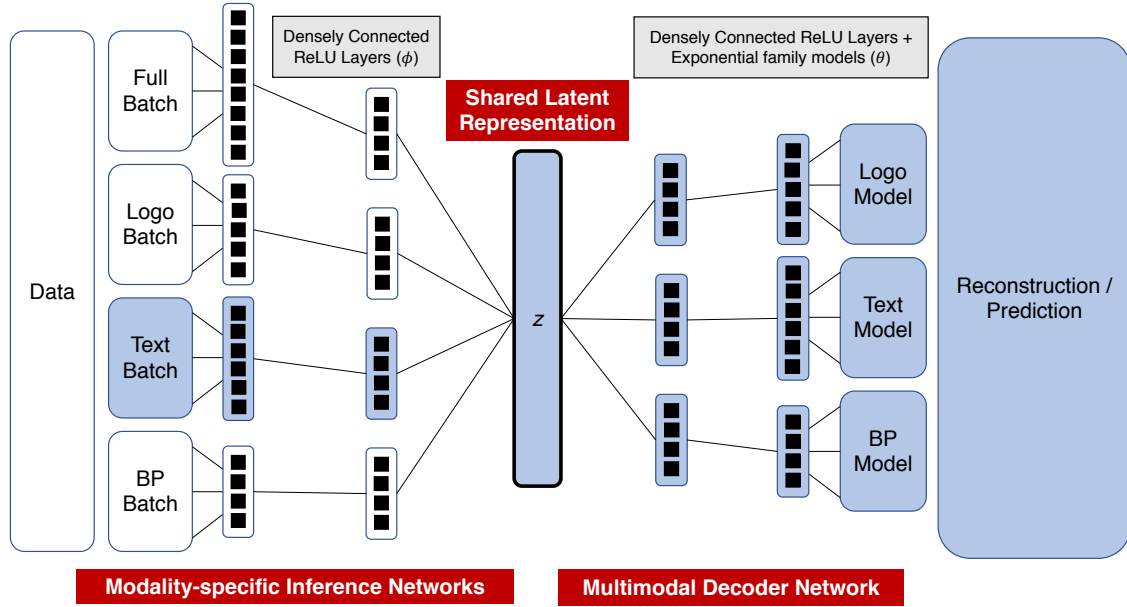 Data
Full
Batch
Logo
Batch
Text
Batch
BP
Batch
Densely Connected
ReLU Layers (ϕ)
Shared Latent
Representation
z
Densely Connected ReLU Layers +
Exponential family models (θ)
Logo
Model
Text
Model
BP
Model
Reconstruction /
Prediction
Modality-specific Inference Networks
Multimodal Decoder Network